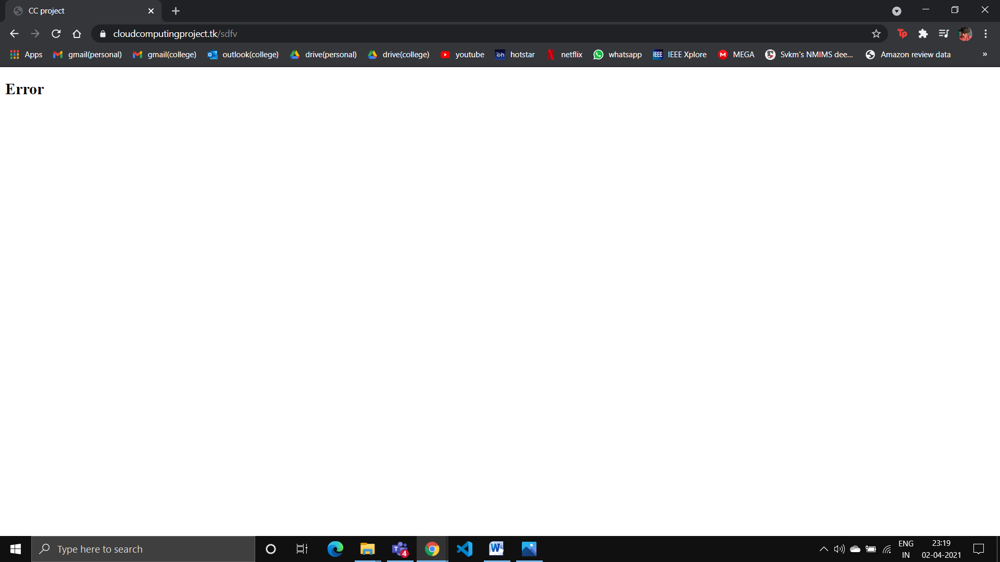 CC project
cloudcomputingproject.tk/sdfv
Tp
Apps gmail(personal) gmail(college) outlook(college) drive(personal) drive(college) youtube hotstar netflix whatsapp IEEE Xplore MEGA Svkm's NMIMS dee... Amazon review data »
Error
Type here to search
4
ENG
IN
23:19
02-04-2021